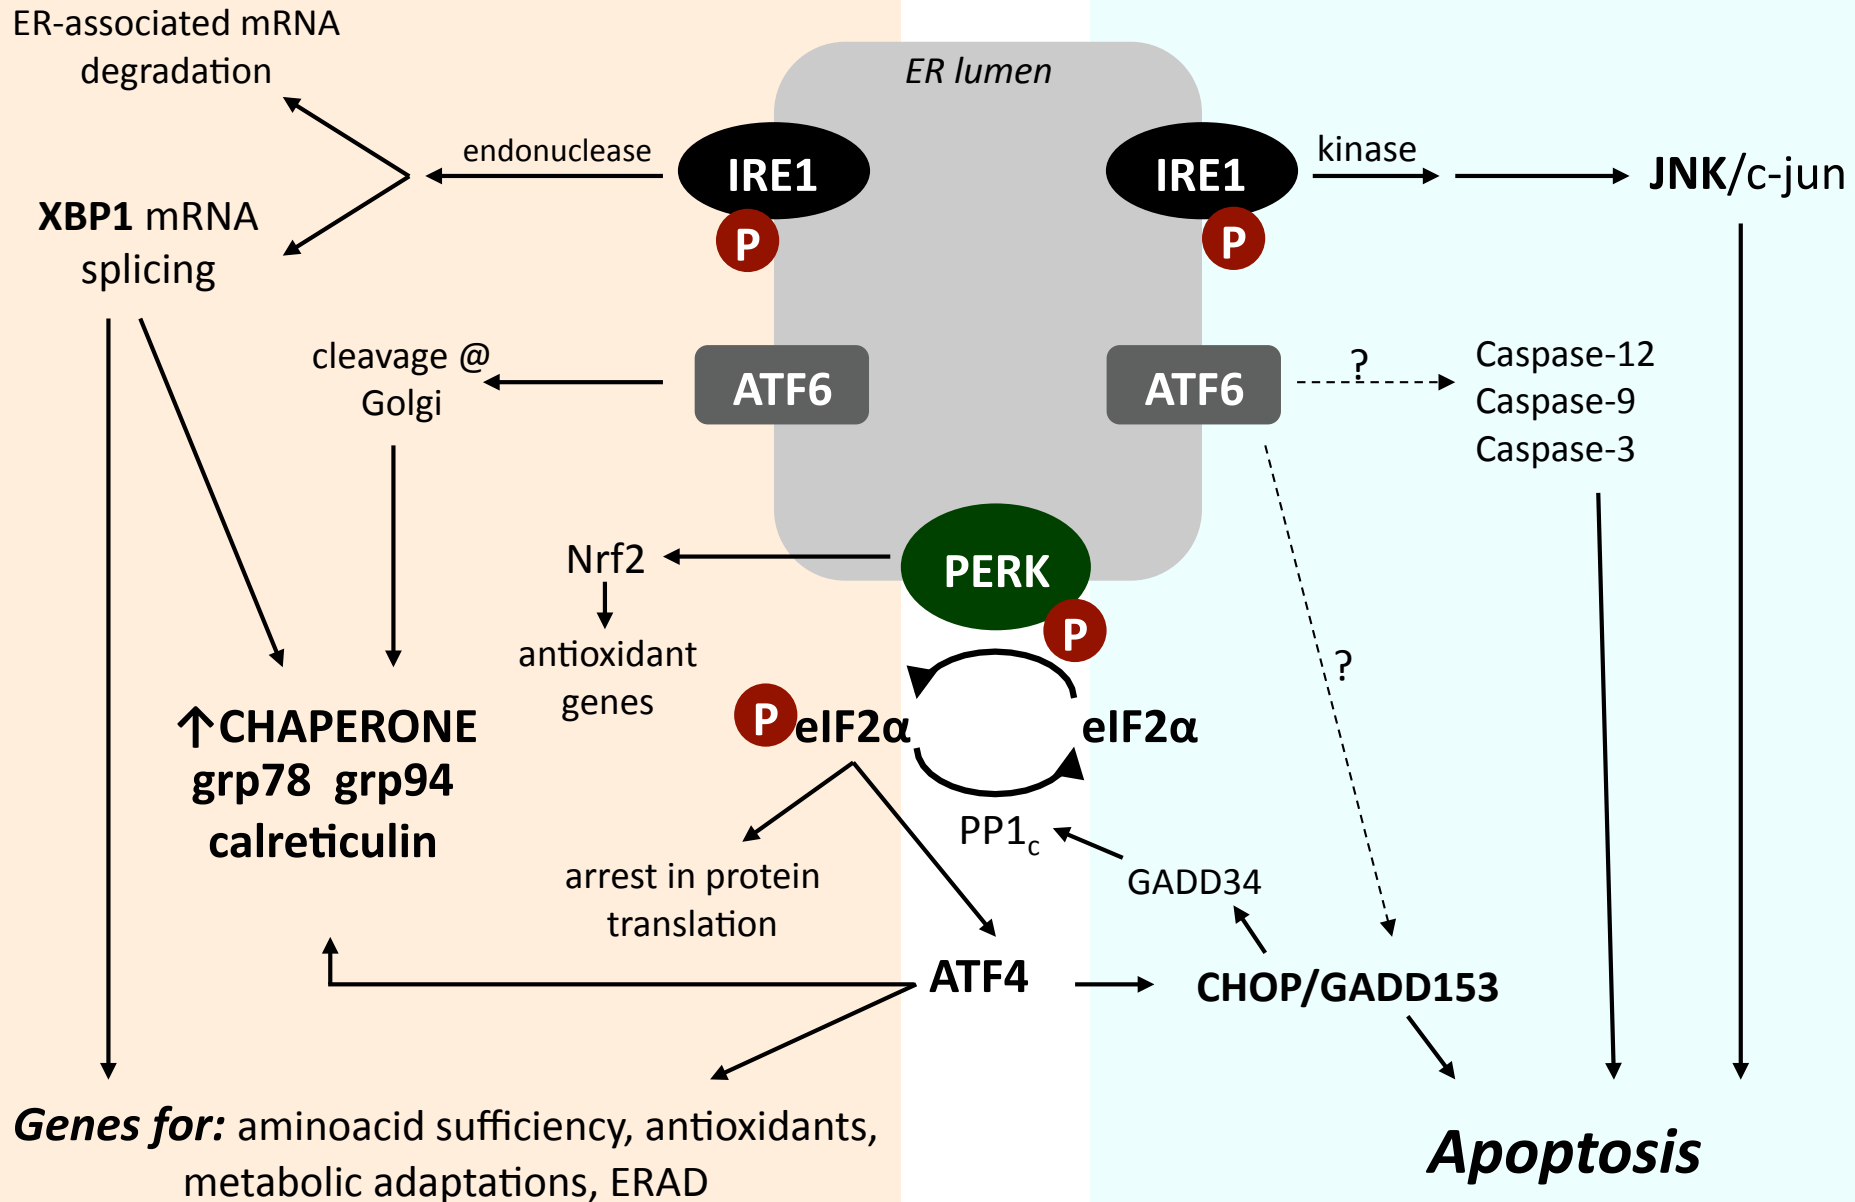 ER-associated mRNA
degradation
ER lumen
endonuclease
IRE1
P
IRE1
P
kinase
JNK/c-jun
XBP1 mRNA
splicing
cleavage @
Golgi
ATF6
ATF6
?
Caspase-12
Caspase-9
Caspase-3
Nrf2
PERK
P
antioxidant
genes
?
↑CHAPERONE
grp78 grp94
calreticulin
P
eIF2α
eIF2α
PP1c
arrest in protein
translation
GADD34
ATF4
CHOP/GADD153
Genes for: aminoacid sufficiency, antioxidants,
metabolic adaptations, ERAD
Apoptosis